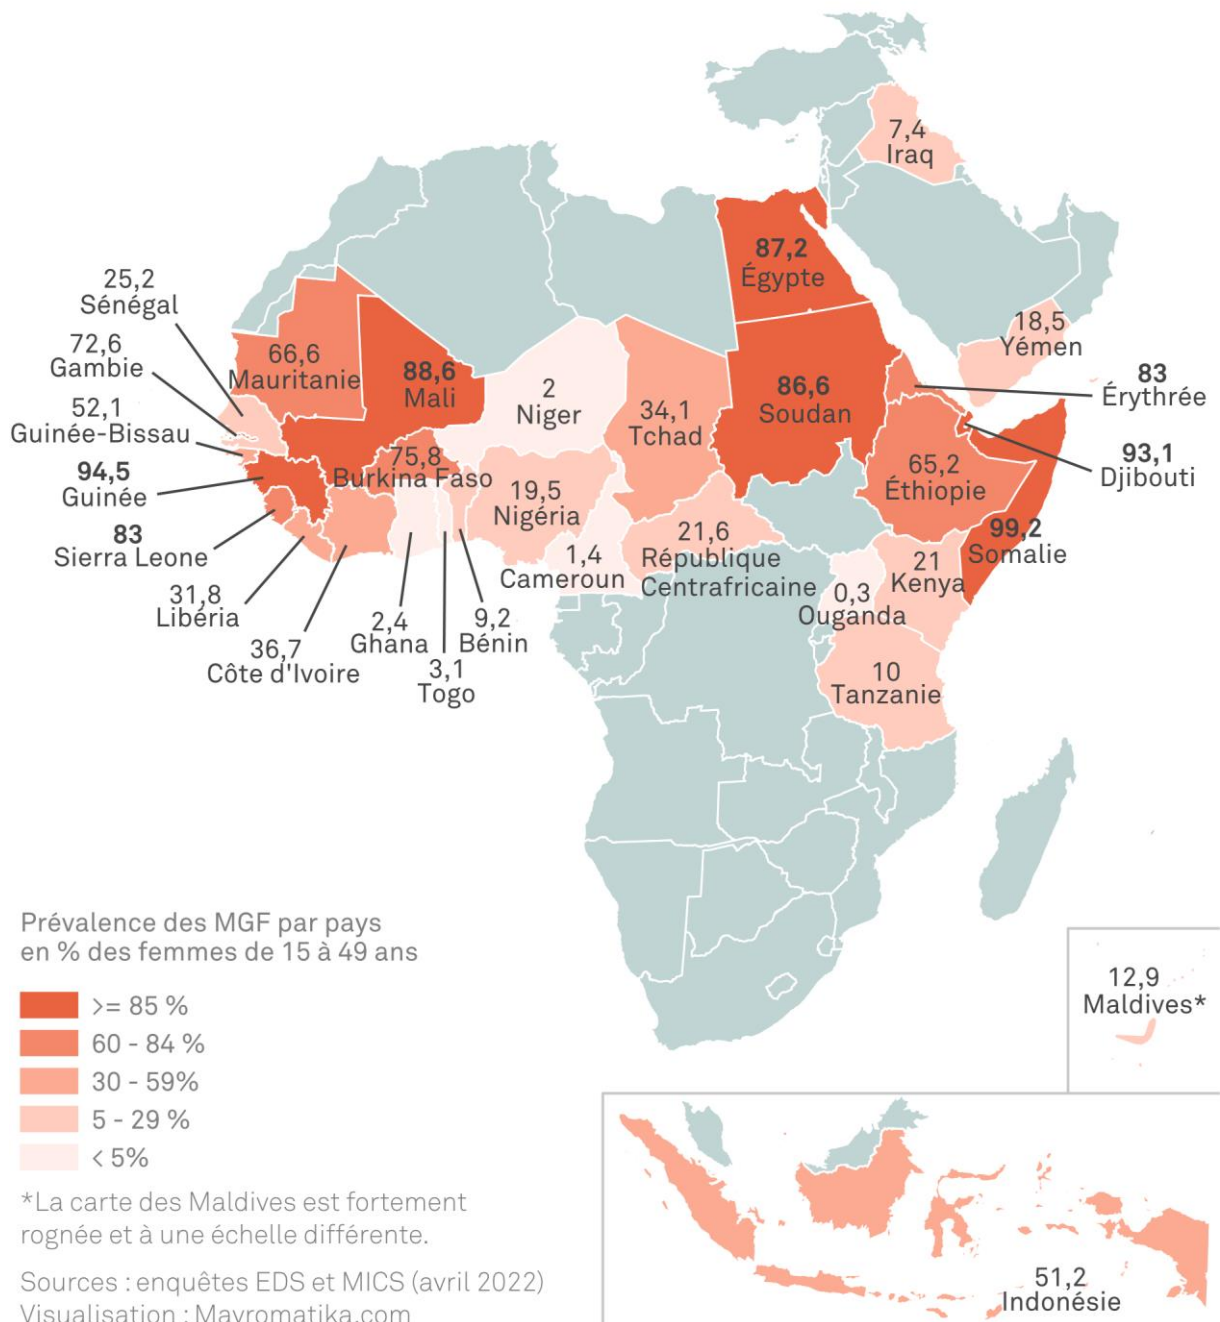 7,4
Iraq
87,2
Égypte
25,2
Sénégal
18,5
Yémen
72,6
Gambie
66,6
Mauritanie
88,6
Mali
2
Niger
34,1
Tchad
86,6
Soudan
83
Érythrée
52,1
Guinée-Bissau
75,8
Burkina Faso
65,2
Éthiopie
93,1
Djibouti
94,5
Guinée
19,5
Nigéria
83
Sierra Leone
1,4
Cameroun
21,6
République
Centrafricaine
21
Kenya
99,2
Somalie
0,3
Ouganda
31,8
Libéria
36,7
Côte d'Ivoire
2,4
Ghana
3,1
Togo
9,2
Bénin
10
Tanzanie
Prévalence des MGF par pays
en % des femmes de 15 à 49 ans
>= 85 %
60 - 84 %
30 - 59%
5 - 29 %
< 5%
*La carte des Maldives est fortement
rognée et à une échelle différente.
Sources : enquêtes EDS et MICS (avril 2022)
Visualisation : Mavromatika.com
12,9
Maldives*
51,2
Indonésie